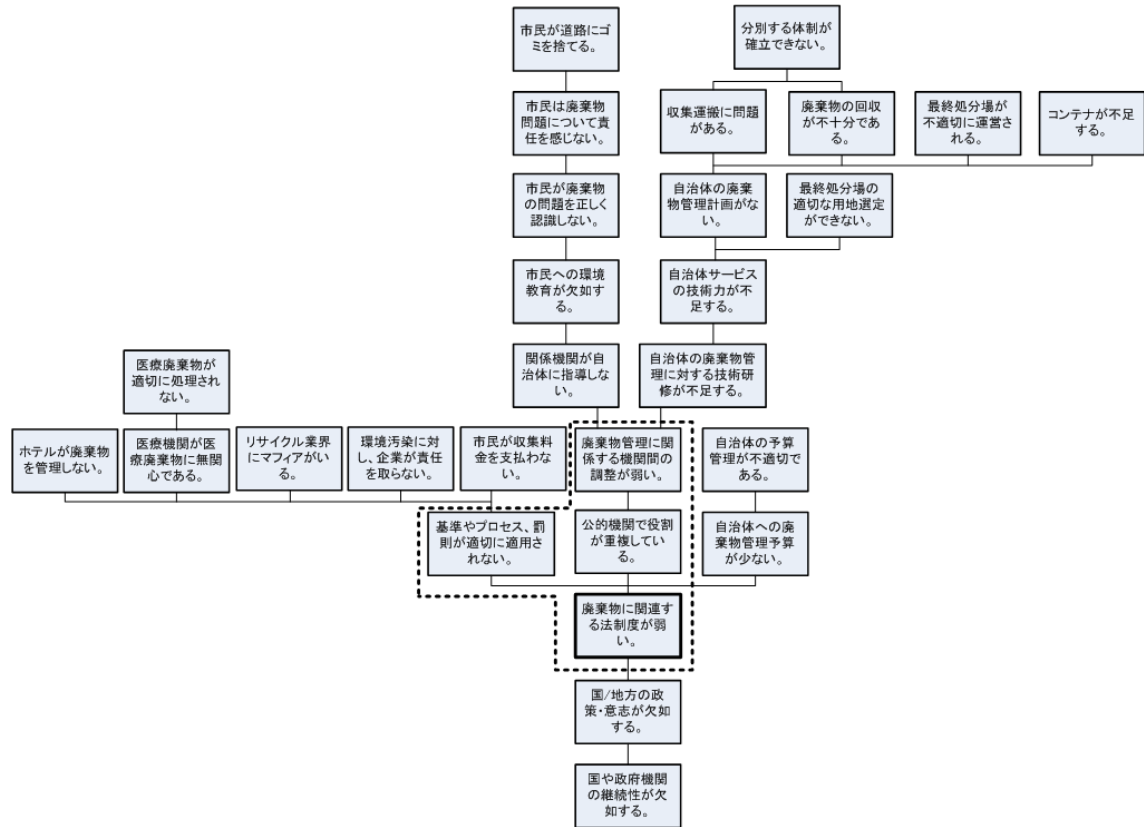 市民が道路にゴ
ミを捨てる。
分別する体制が
確立できない。
市民は廃棄物
問題について責
任を感じない。
収集運搬に問題
がある。
廃棄物の回収
が不十分であ
る。
最終処分場が
不適切に運営さ
れる。
コンテナが不足
する。
市民が廃棄物
の問題を正しく
認識しない。
自治体の廃棄
物管理計画がな
い。
最終処分場の
適切な用地選定
ができない。
市民への環境
教育が欠如す
る。
自治体サービス
の技術力が不
足する。
医療廃棄物が
適切に処理され
ない。
関係機関が自
治体に指導しな
い。
自治体の廃棄物管
理に対する技術研
修が不足する。
ホテルが廃棄物
を管理しない。
医療機関が医
療廃棄物に無関
心である。
リサイクル業界
にマフィアがい
る。
環境汚染に対
し、企業が責任
を取らない。
市民が収集料
金を支払わな
い。
廃棄物管理に関
係する機関間の
調整が弱い。
自治体の予算
管理が不適切で
ある。
基準やプロセス、罰
則が適切に適用さ
れない。
公的機関で役割
が重複してい
る。
自治体への廃
棄物管理予算
が少ない。
廃棄物に関連す
る法制度が弱
い。
国/地方の政
策・意志が欠如
する。
国や政府機関
の継続性が欠
如する。